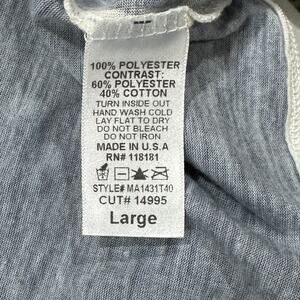 100% POLYESTER
CONTRAST:
60% POLYESTER
40% COTTON
TURN INSIDE OUT
HAND WASH COLD
LAY FLAT TO DRY
DO NOT BLEACH
DO NOT IRON
MADE IN U.S.A
RN# 118181
STYLE# MA1431T40
CUT# 14995
Large